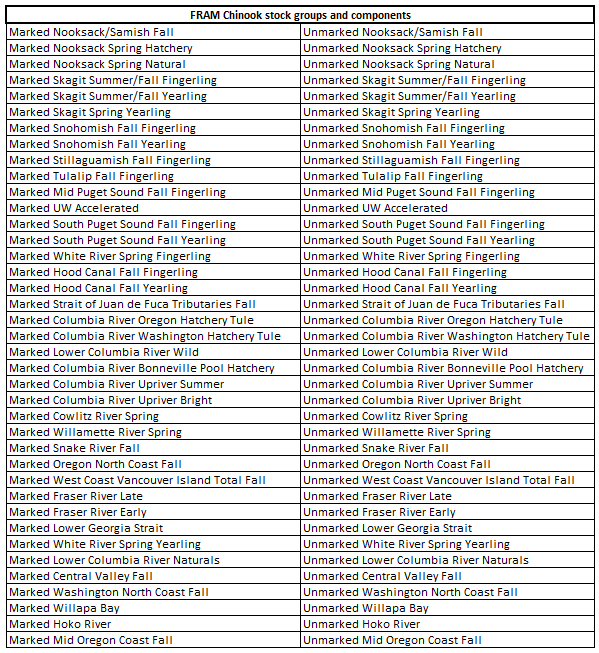 FRAM Chinook stock groups and components
Marked Nooksack/Samish Fall Unmarked Nooksack/Samish Fall
Marked Nooksack Spring Hatchery Unmarked Nooksack Spring Hatchery
Marked Nooksack Spring Natural Unmarked Nooksack Spring Natural
Marked Skagit Summer/Fall Fingerling Unmarked Skagit Summer/Fall Fingerling
Marked Skagit Summer/Fall Yearling Unmarked Skagit Summer/Fall Yearling
Marked Skagit Spring Yearling Unmarked Skagit Spring Yearling
Marked Snohomish Fall Fingerling Unmarked Snohomish Fall Fingerling
Marked Snohomish Fall Yearling Unmarked Snohomish Fall Yearling
Marked Stillaguamish Fall Fingerling Unmarked Stillaguamish Fall Fingerling
Marked Tulalip Fall Fingerling Unmarked Tulalip Fall Fingerling
Marked Mid Puget Sound Fall Fingerling Unmarked Mid Puget Sound Fall Fingerling
Marked UW Accelerated Unmarked UW Accelerated
Marked South Puget Sound Fall Fingerling Unmarked South Puget Sound Fall Fingerling
Marked South Puget Sound Fall Yearling Unmarked South Puget Sound Fall Yearling
Marked White River Spring Fingerling Unmarked White River Spring Fingerling
Marked Hood Canal Fall Fingerling Unmarked Hood Canal Fall Fingerling
Marked Hood Canal Fall Yearling Unmarked Hood Canal Fall Yearling
Marked Strait of Juan de Fuca Tributaries Fall Unmarked Strait of Juan de Fuca Tributaries Fall
Marked Columbia River Oregon Hatchery Tule Unmarked Columbia River Oregon Hatchery Tule
Marked Columbia River Washington Hatchery Tule Unmarked Columbia River Washington Hatchery Tule
Marked Lower Columbia River Wild Unmarked Lower Columbia River Wild
Marked Columbia River Bonneville Pool Hatchery Unmarked Columbia River Bonneville Pool Hatchery
Marked Columbia River Upriver Summer Unmarked Columbia River Upriver Summer
Marked Columbia River Upriver Bright Unmarked Columbia River Upriver Bright
Marked Cowlitz River Spring Unmarked Cowlitz River Spring
Marked Willamette River Spring Unmarked Willamette River Spring
Marked Snake River Fall Unmarked Snake River Fall
Marked Oregon North Coast Fall Unmarked Oregon North Coast Fall
Marked West Coast Vancouver Island Total Fall Unmarked West Coast Vancouver Island Total Fall
Marked Fraser River Late Unmarked Fraser River Late
Marked Fraser River Early Unmarked Fraser River Early
Marked Lower Georgia Strait Unmarked Lower Georgia Strait
Marked White River Spring Yearling Unmarked White River Spring Yearling
Marked Lower Columbia River Naturals Unmarked Lower Columbia River Naturals
Marked Central Valley Fall Unmarked Central Valley Fall
Marked Washington North Coast Fall Unmarked Washington North Coast Fall
Marked Willapa Bay Unmarked Willapa Bay
Marked Hoko River Unmarked Hoko River
Marked Mid Oregon Coast Fall Unmarked Mid Oregon Coast Fall